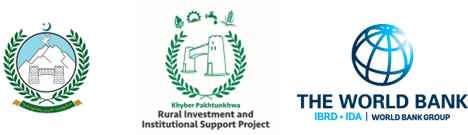 Khyber Pakhtunkhwa
Rural Investment and
Institutional Support Project
THE WORLD BANK
IBRD • IDA | WORLD BANK GROUP